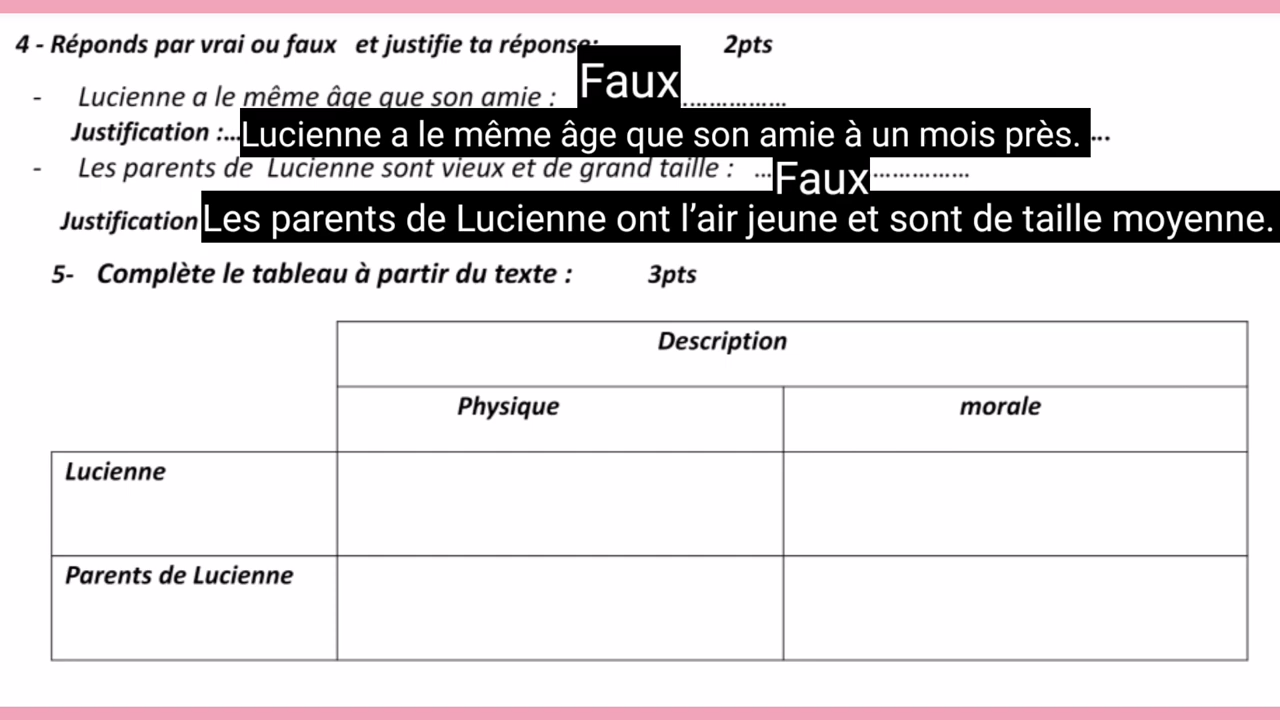 4 - Réponds par vrai ou faux et justifie ta réponse: 2pts
- Lucienne a le même âge que son amie : Faux ...............
Justification :...Lucienne a le même âge que son amie à un mois près. ...
- Les parents de Lucienne sont vieux et de grand taille : ...Faux...............
Justification Les parents de Lucienne ont l’air jeune et sont de taille moyenne.
5- Complète le tableau à partir du texte : 3pts
Description
Physique morale
Lucienne
Parents de Lucienne